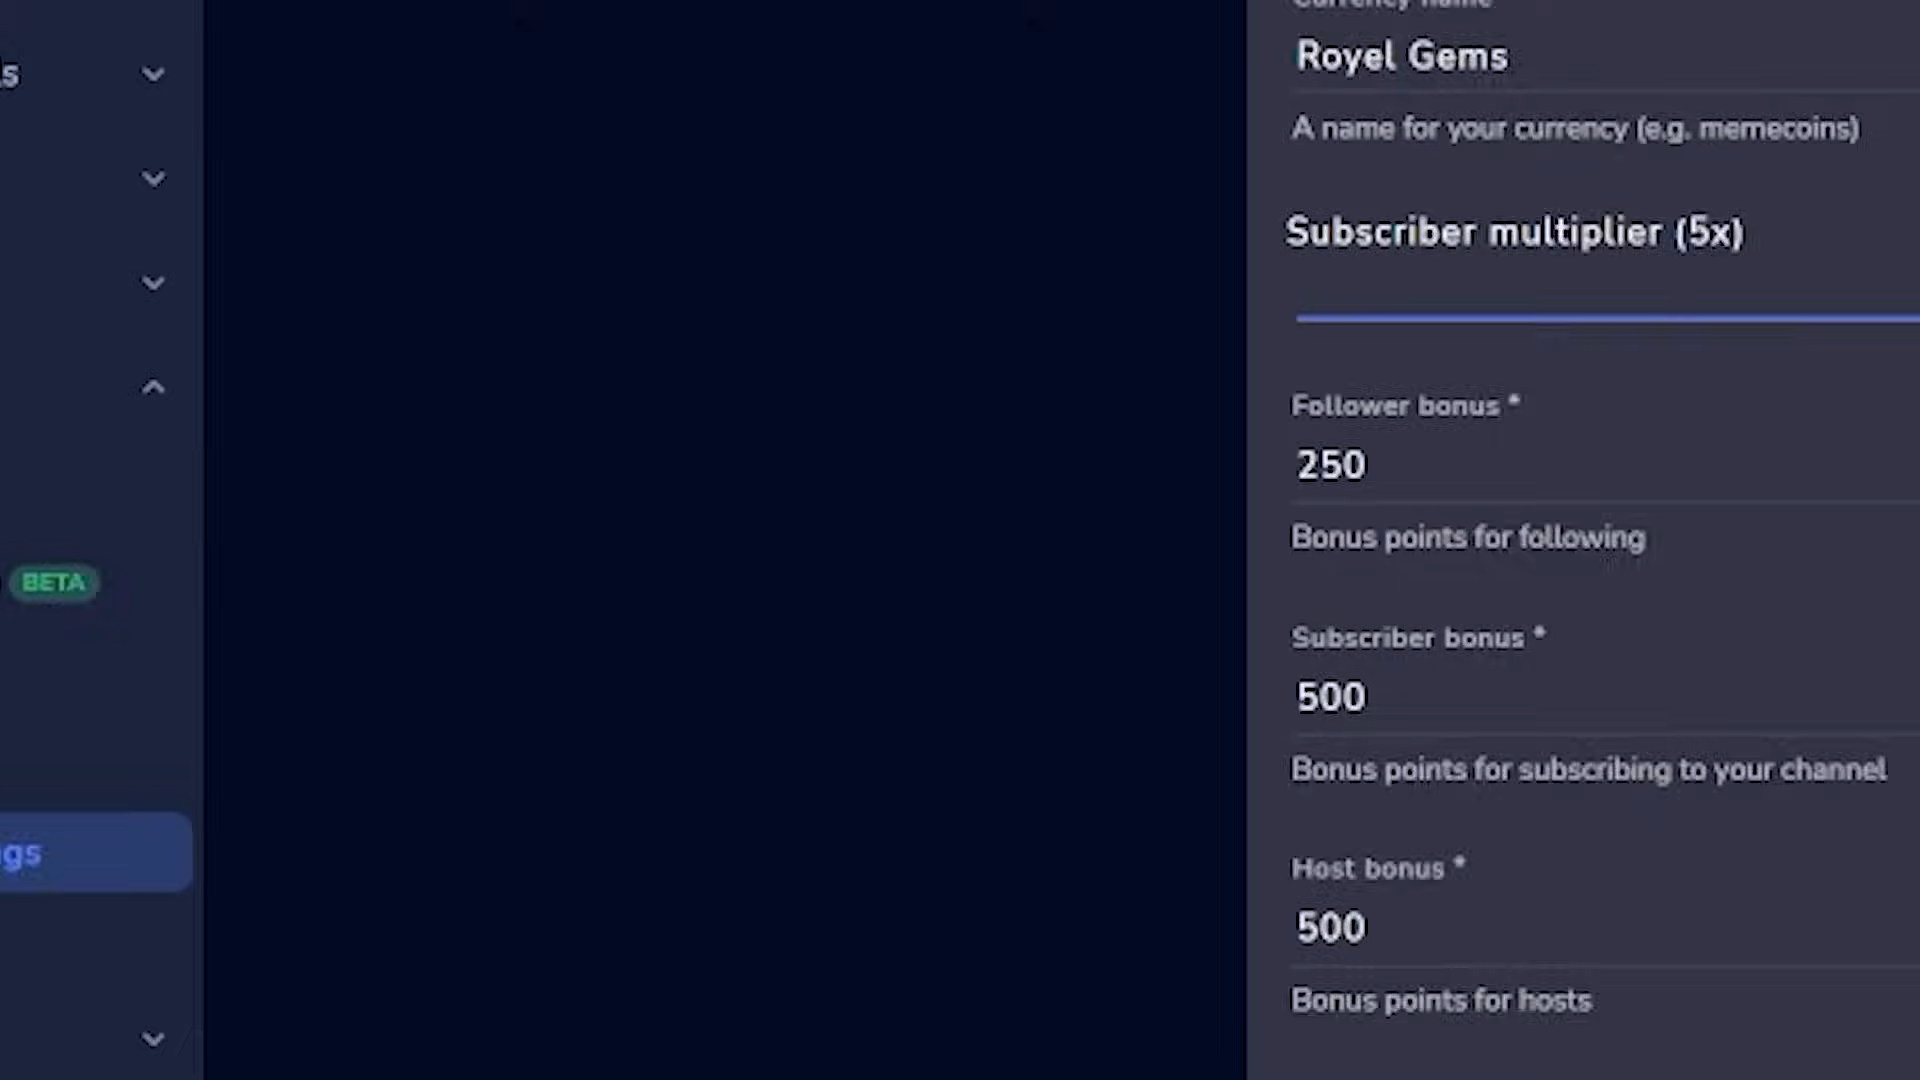 Royel Gems
A name for your currency (e.g. memecoins)
Subscriber multiplier (5x)
Follower bonus *
250
Bonus points for following
BETA
Subscriber bonus *
500
Bonus points for subscribing to your channel
gs
Host bonus *
500
Bonus points for hosts